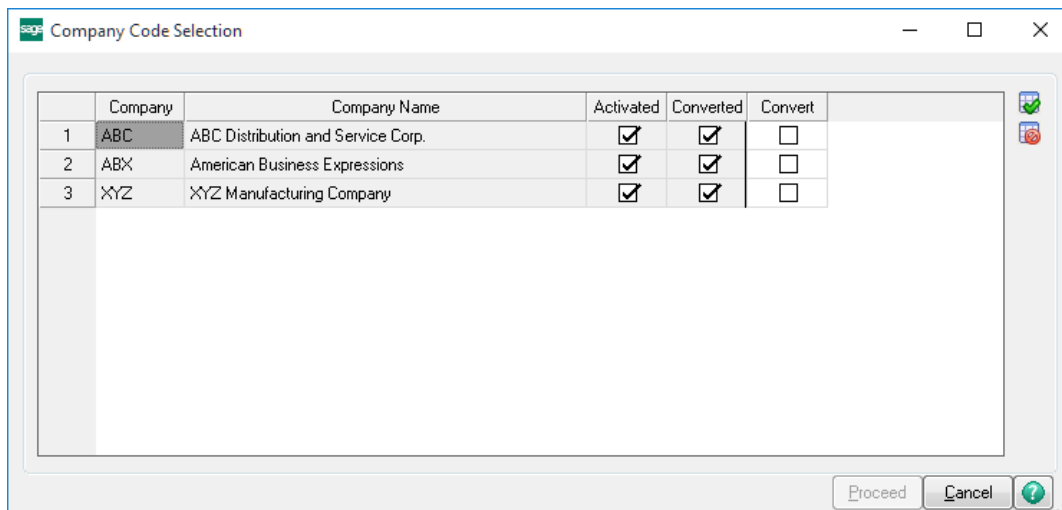 sage Company Code Selection
Company Company Name Activated Converted Convert
1 ABC ABC Distribution and Service Corp.
2 ABX American Business Expressions
3 XYZ XYZ Manufacturing Company
Proceed Cancel ?